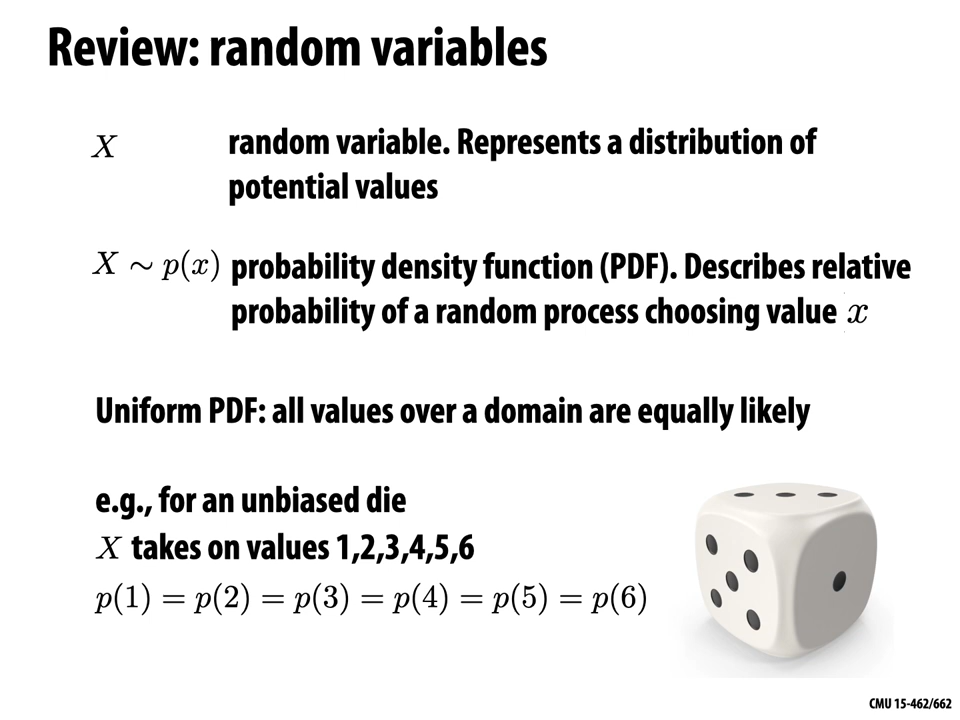 Review: random variables
X random variable. Represents a distribution of
potential values
X ∼ p(x) probability density function (PDF). Describes relative
probability of a random process choosing value x
Uniform PDF: all values over a domain are equally likely
e.g., for an unbiased die
X takes on values 1,2,3,4,5,6
p(1) = p(2) = p(3) = p(4) = p(5) = p(6)
CMU 15-462/662